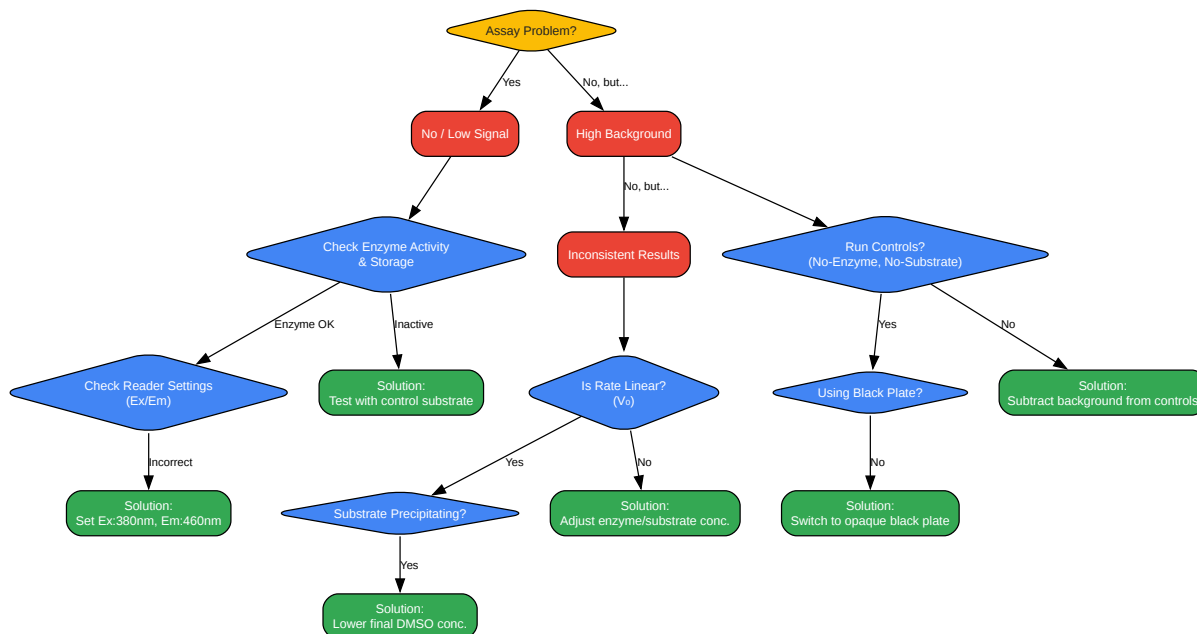 Assay Problem?
Yes
No, but...
No / Low Signal
High Background
No, but...
Check Enzyme Activity
& Storage
Inconsistent Results
Run Controls?
(No-Enzyme, No-Substrate)
Enzyme OK
Inactive
Yes
No
Check Reader Settings
(Ex/Em)
Solution:
Test with control substrate
Is Rate Linear?
(V₀)
Using Black Plate?
Solution:
Subtract background from controls
Incorrect
Yes
No
No
Solution:
Set Ex:380nm, Em:460nm
Substrate Precipitating?
Solution:
Adjust enzyme/substrate conc.
Solution:
Switch to opaque black plate
Yes
Solution:
Lower final DMSO conc.